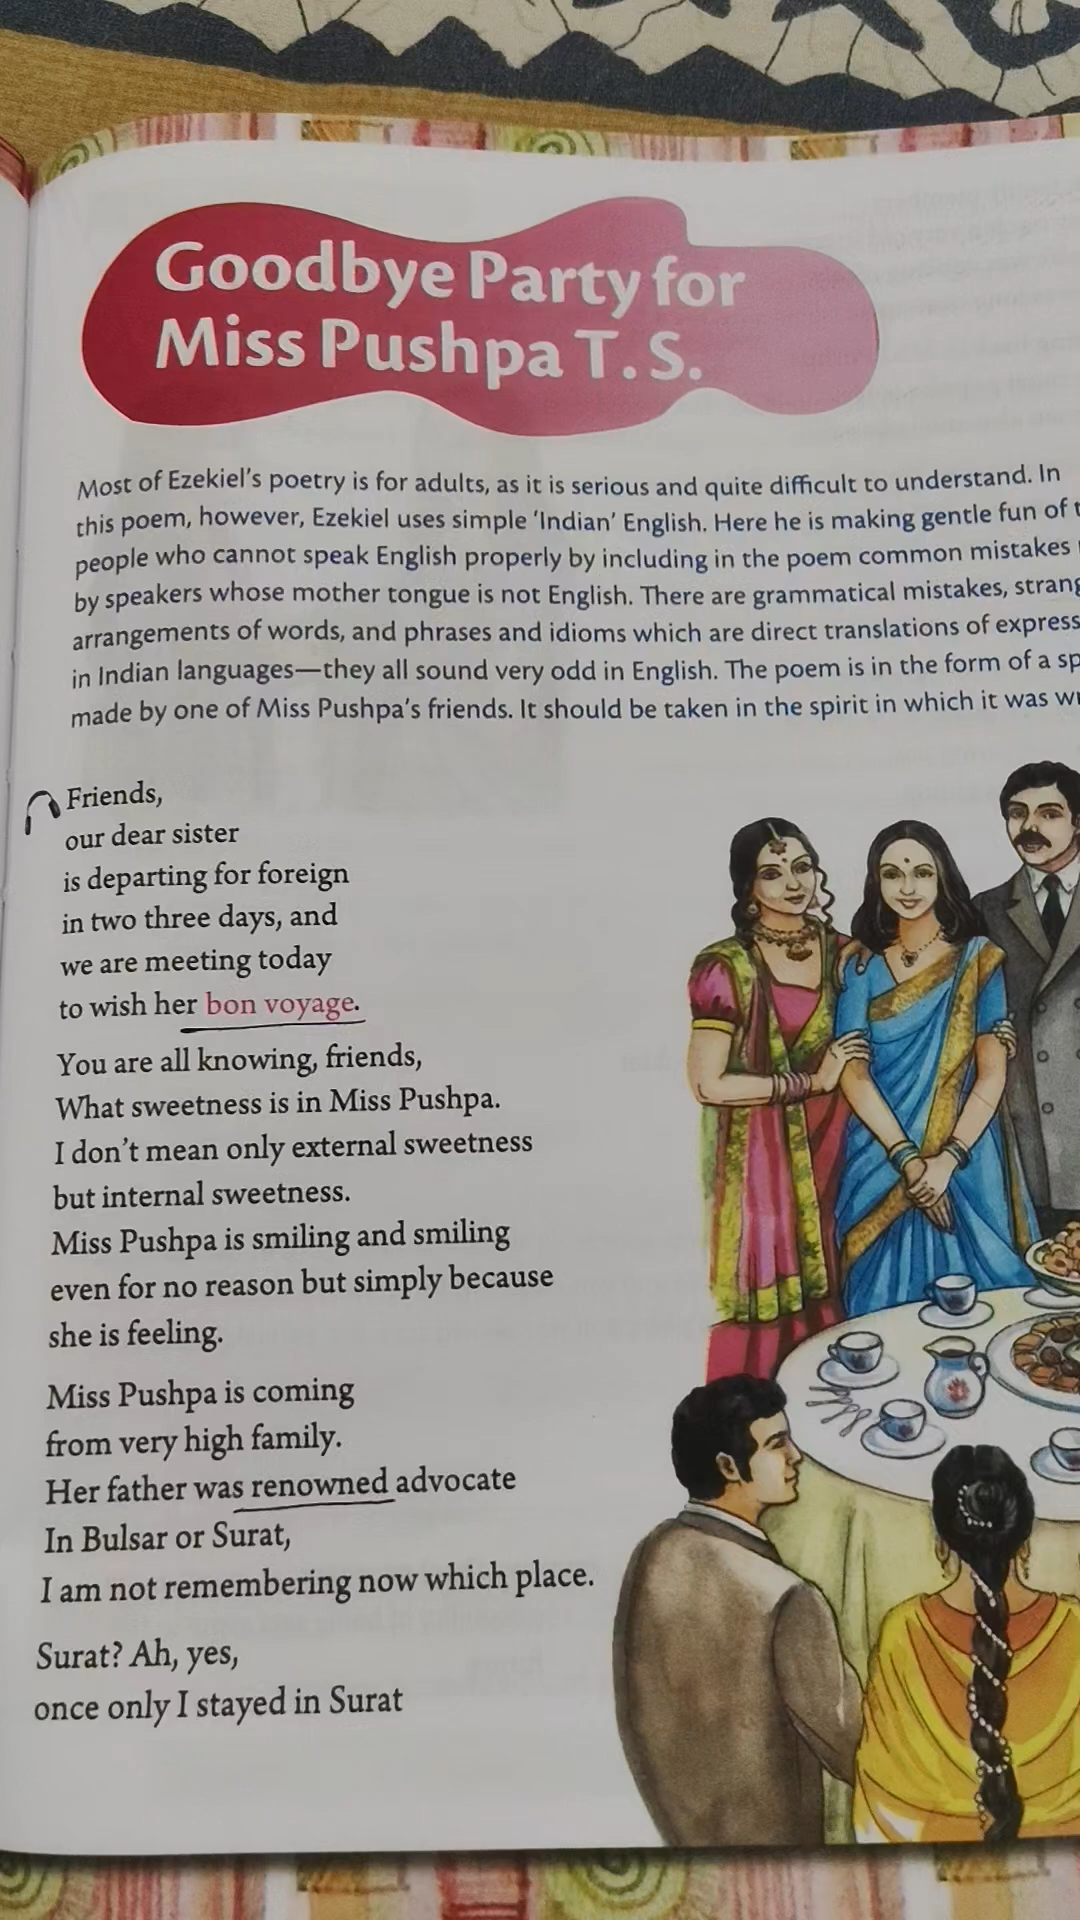 Goodbye Party for
Miss Pushpa T. S.
Most of Ezekiel's poetry is for adults, as it is serious and quite difficult to understand. In
this poem, however, Ezekiel uses simple 'Indian' English. Here he is making gentle fun of
people who cannot speak English properly by including in the poem common mistakes
by speakers whose mother tongue is not English. There are grammatical mistakes,
arrangements of words, and phrases and idioms which are direct translations of
in Indian languages—they all sound very odd in English. The poem is in the form of a
made by one of Miss Pushpa's friends. It should be taken in the spirit in which it was
Friends,
our dear sister
is departing for foreign
in two three days, and
we are meeting today
to wish her bon voyage.
You are all knowing, friends,
What sweetness is in Miss Pushpa.
I don't mean only external sweetness
but internal sweetness.
Miss Pushpa is smiling and smiling
even for no reason but simply because
she is feeling.
Miss Pushpa is coming
from very high family.
Her father was renowned advocate
In Bulsar or Surat,
I am not remembering now which place.
Surat? Ah, yes,
once only I stayed in Surat